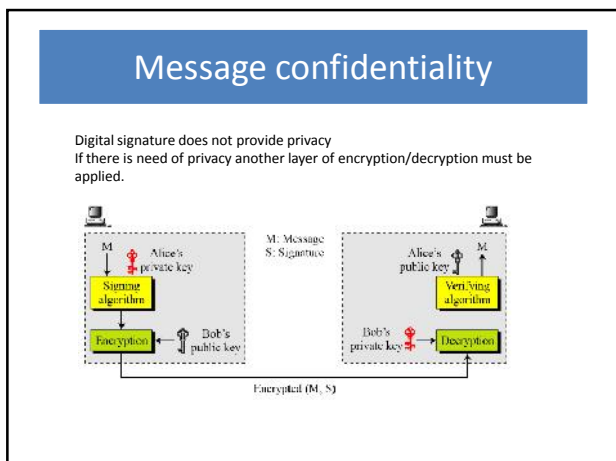 Message confidentiality
Digital signature does not provide privacy
If there is need of privacy another layer of encryption/decryption must be
applied.
M
Alice's
private key
M: Message
S: Signature
Alice's
public key
M
Signing
algorithm
Verifying
algorithm
Encryption
Bob's
public key
Bob's
private key
Decryption
Encrypted (M, S)